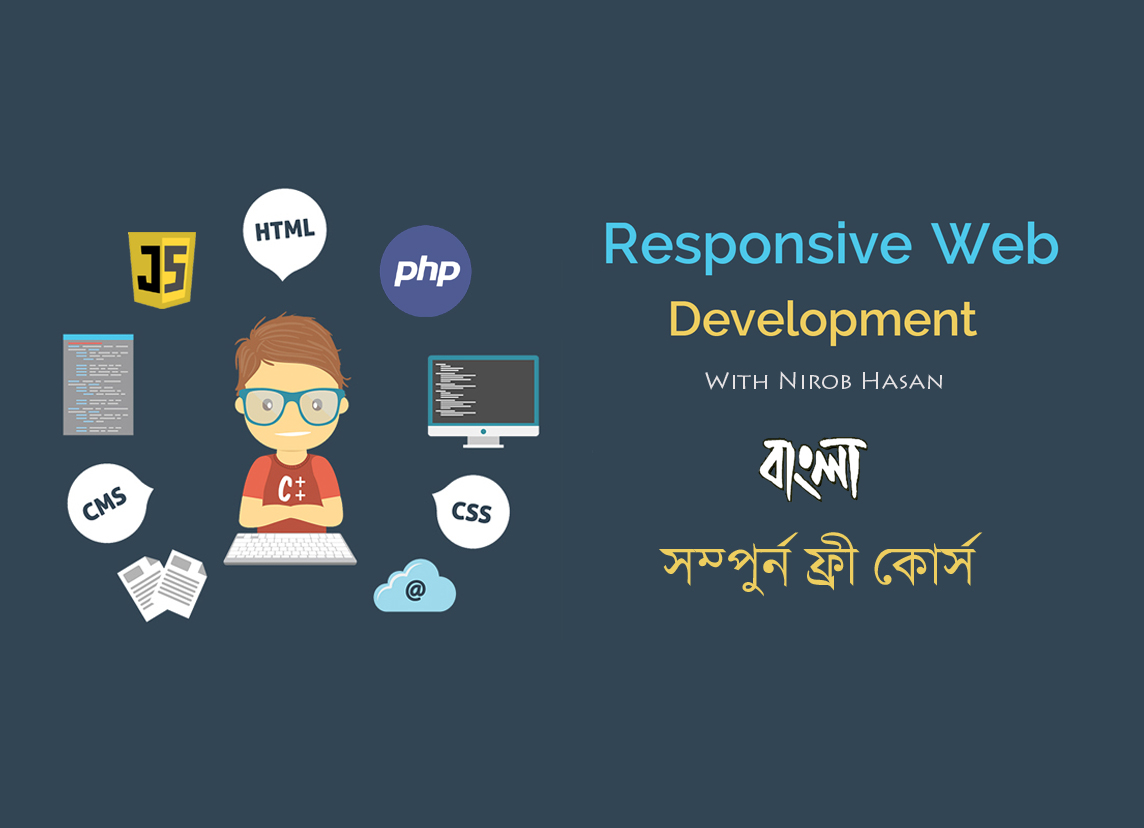 HTML
JS
php
CMS
C++
CSS
@
Responsive Web
Development
With Nirob Hasan
বাংলা
সম্পুর্ন ফ্রী কোর্স